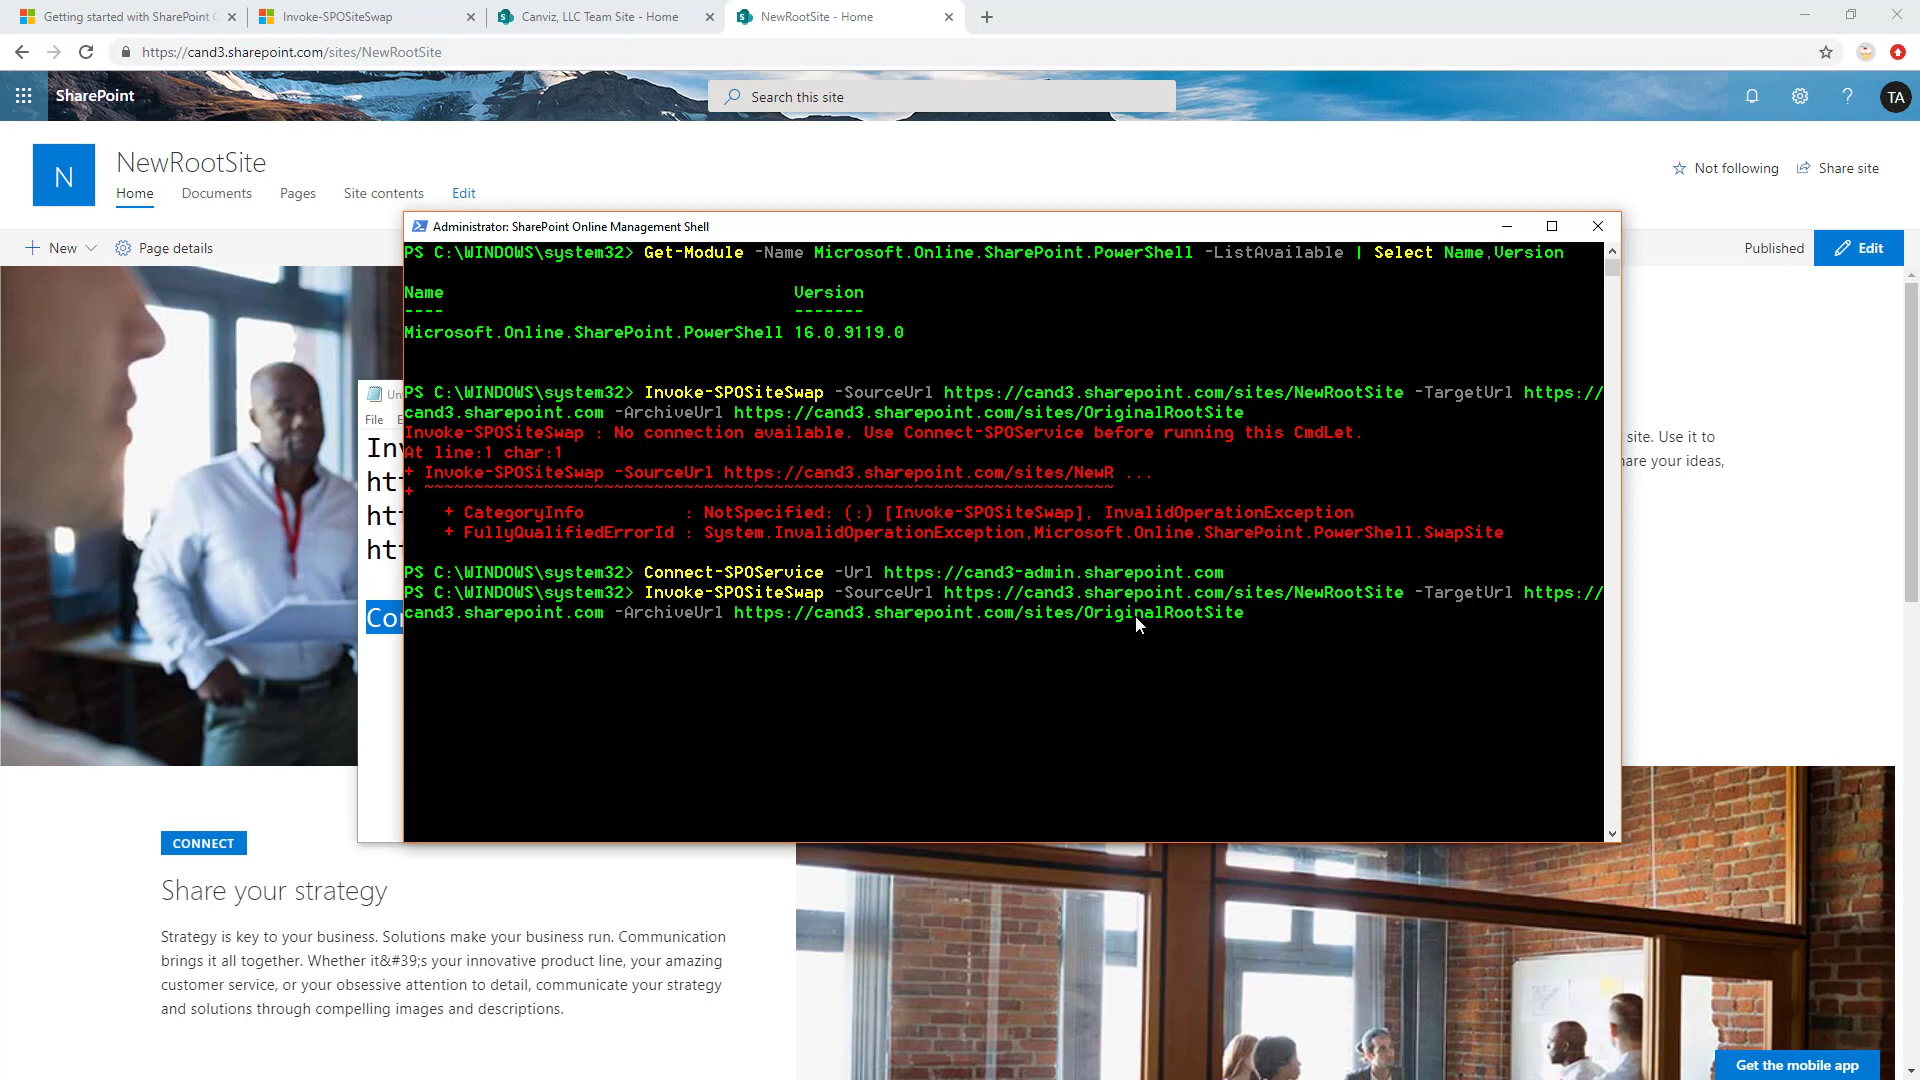 Getting started with SharePoint
Invoke-SPOSiteSwap
Canviz, LLC Team Site - Home
NewRootSite - Home
https://cand3.sharepoint.com/sites/NewRootSite
SharePoint
Search this site
TA
N
NewRootSite
Home Documents Pages Site contents Edit
Not following Share site
New Page details
Published Edit
Administrator: SharePoint Online Management Shell
PS C:\WINDOWS\system32> Get-Module -Name Microsoft.Online.SharePoint.PowerShell -ListAvailable | Select Name,Version
Name Version
---- -------
Microsoft.Online.SharePoint.PowerShell 16.0.9119.0
PS C:\WINDOWS\system32> Invoke-SPOSiteSwap -SourceUrl https://cand3.sharepoint.com/sites/NewRootSite -TargetUrl https://
cand3.sharepoint.com -ArchiveUrl https://cand3.sharepoint.com/sites/OriginalRootSite
Invoke-SPOSiteSwap : No connection available. Use Connect-SPOService before running this CmdLet.
At line:1 char:1
+ Invoke-SPOSiteSwap -SourceUrl https://cand3.sharepoint.com/sites/NewR ...
+ ~~~~~~~~~~~~~~~~~~~~~~~~~~~~~~~~~~~~~~~~~~~~~~~~~~~~~~~~~~~~~~~~~~~~~
+ CategoryInfo : NotSpecified: (:) [Invoke-SPOSiteSwap], InvalidOperationException
+ FullyQualifiedErrorId : System.InvalidOperationException,Microsoft.Online.SharePoint.PowerShell.SwapSite
PS C:\WINDOWS\system32> Connect-SPOService -Url https://cand3-admin.sharepoint.com
PS C:\WINDOWS\system32> Invoke-SPOSiteSwap -SourceUrl https://cand3.sharepoint.com/sites/NewRootSite -TargetUrl https://
cand3.sharepoint.com -ArchiveUrl https://cand3.sharepoint.com/sites/OriginalRootSite
File
site. Use it to
your ideas,
CONNECT
Share your strategy
Strategy is key to your business. Solutions make your business run. Communication
brings it all together. Whether it&#39;s your innovative product line, your amazing
customer service, or your obsessive attention to detail, communicate your strategy
and solutions through compelling images and descriptions.
Get the mobile app